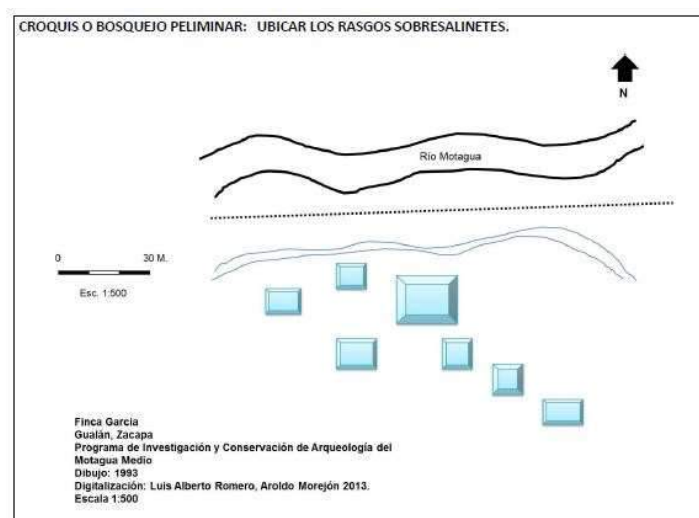 CROQUIS O BOSQUEJO PELIMINAR: UBICAR LOS RASGOS SOBRESALINETES.
N
Río Motagua
0 30 M.
Esc. 1:500
Finca García
Gualán, Zacapa
Programa de Investigación y Conservación de Arqueología del
Motagua Medio
Dibujo: 1993
Digitalización: Luis Alberto Romero, Aroldo Morejón 2013.
Escala 1:500